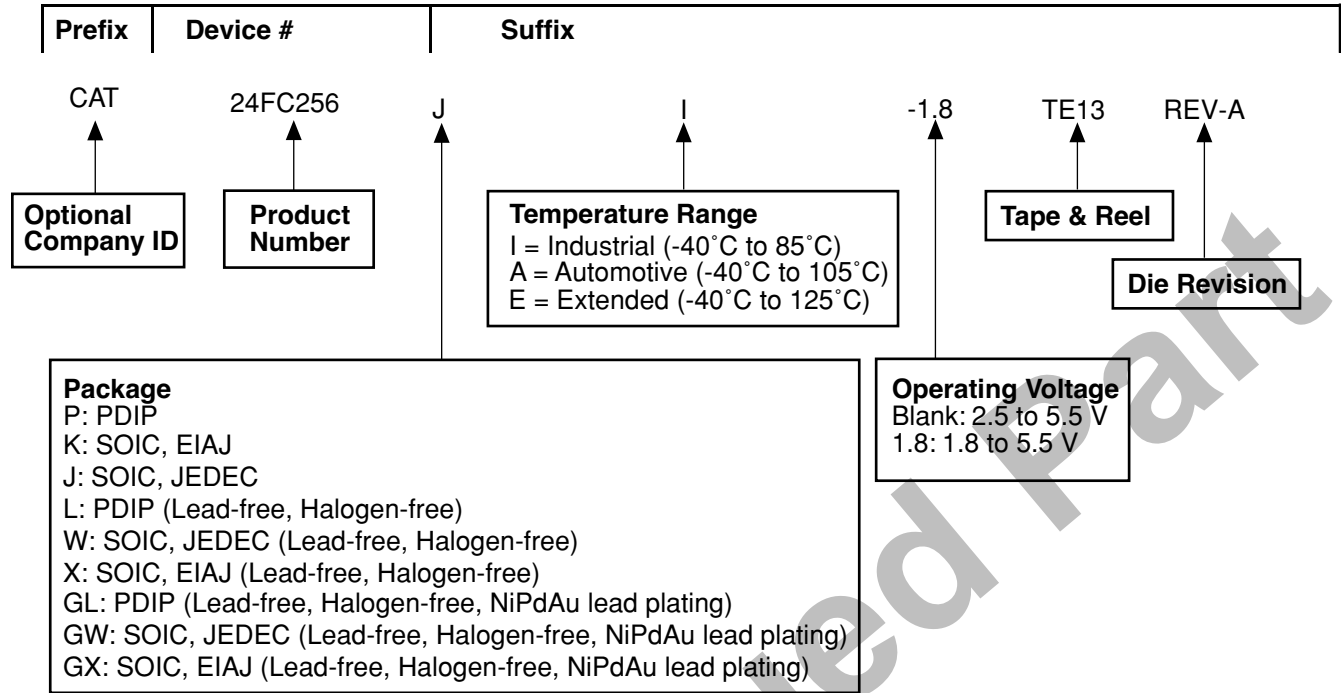 Prefix Device # Suffix
CAT 24FC256 J I -1.8 TE13 REV-A
Optional
Company ID
Product
Number
Temperature Range
I = Industrial (-40˚C to 85˚C)
A = Automotive (-40˚C to 105˚C)
E = Extended (-40˚C to 125˚C)
Tape & Reel
Die Revision
Package
P: PDIP
K: SOIC, EIAJ
J: SOIC, JEDEC
L: PDIP (Lead-free, Halogen-free)
W: SOIC, JEDEC (Lead-free, Halogen-free)
X: SOIC, EIAJ (Lead-free, Halogen-free)
GL: PDIP (Lead-free, Halogen-free, NiPdAu lead plating)
GW: SOIC, JEDEC (Lead-free, Halogen-free, NiPdAu lead plating)
GX: SOIC, EIAJ (Lead-free, Halogen-free, NiPdAu lead plating)
Operating Voltage
Blank: 2.5 to 5.5 V
1.8: 1.8 to 5.5 V
Part